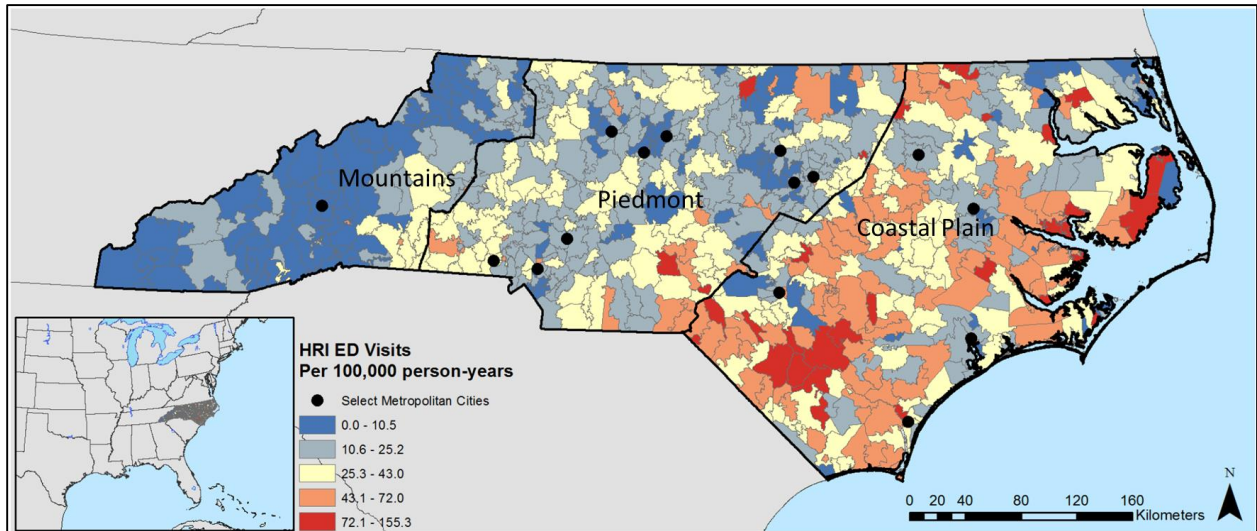 Mountains
Piedmont
Coastal Plain
HRI ED Visits
Per 100,000 person-years
Select Metropolitan Cities
0.0 - 10.5
10.6 - 25.2
25.3 - 43.0
43.1 - 72.0
72.1 - 155.3
N
0 20 40 80 120 160
Kilometers